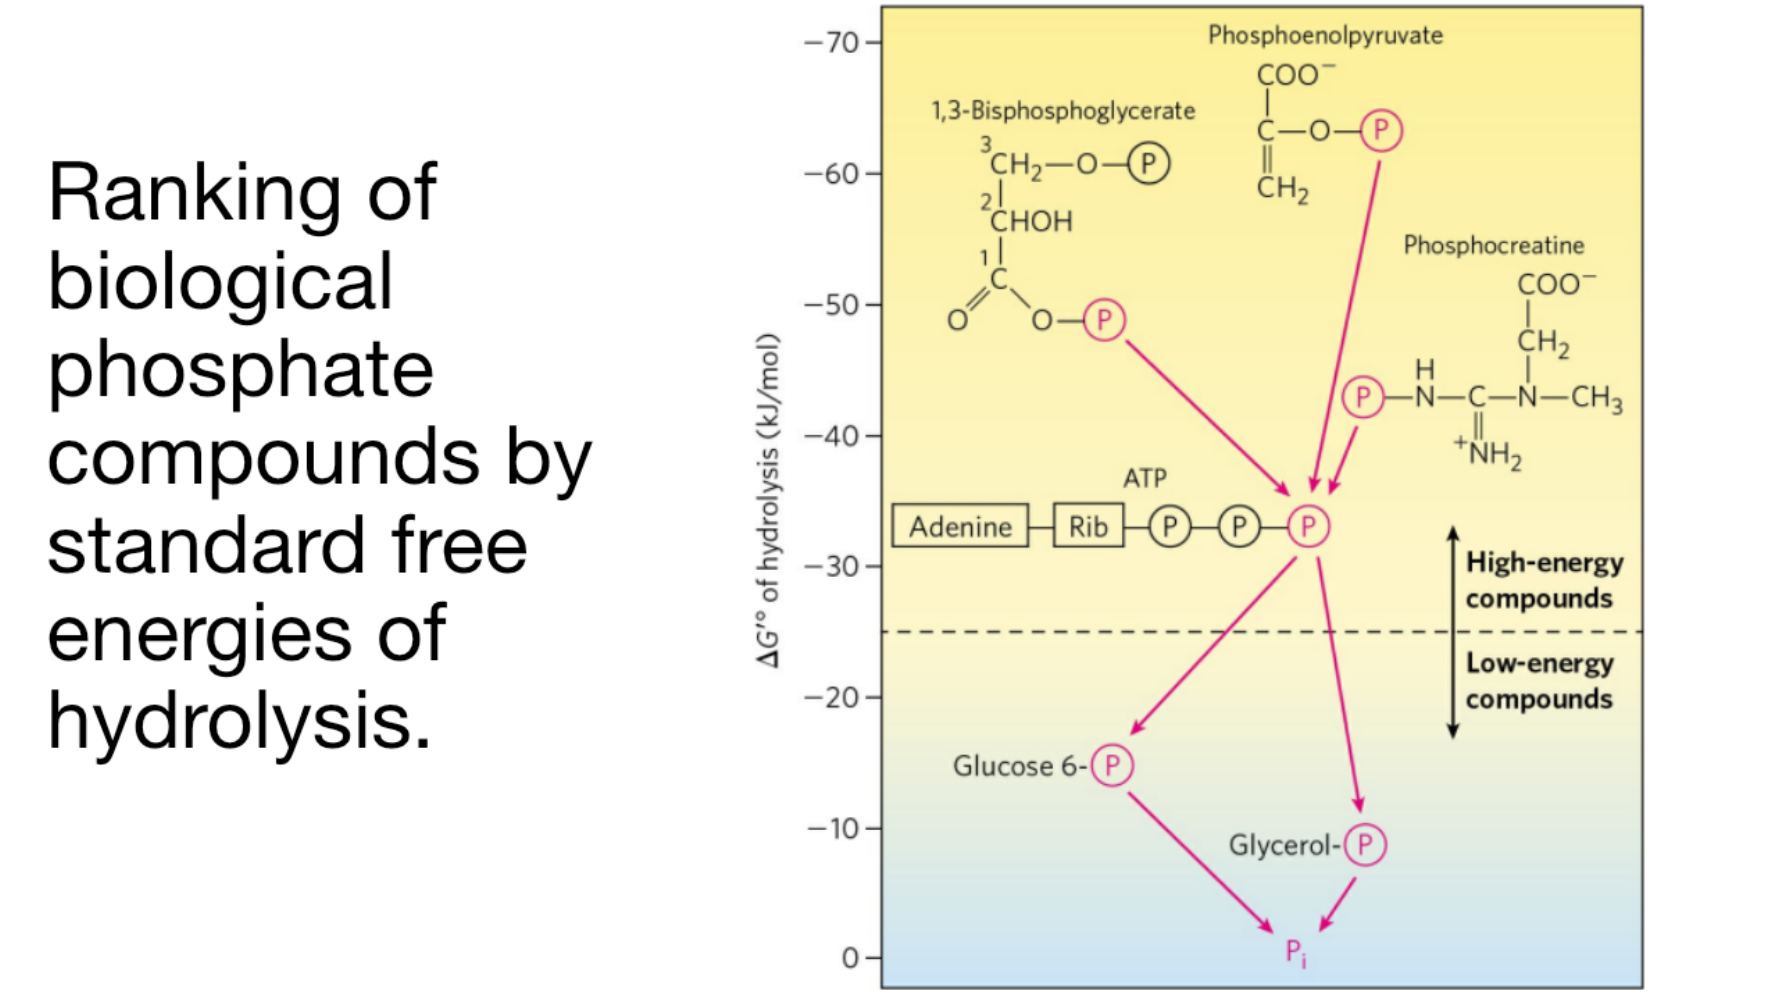 Ranking of
biological
phosphate
compounds by
standard free
energies of
hydrolysis.
ΔG′° of hydrolysis (kJ/mol)
−70
−60
−50
−40
−30
−20
−10
0
Phosphoenolpyruvate
COO⁻
C—O—P
CH₂
1,3-Bisphosphoglycerate
³CH₂—O—P
²CHOH
¹C
O O—P
Phosphocreatine
COO⁻
CH₂
H
P—N—C—N—CH₃
⁺NH₂
ATP
Adenine—Rib—P—P—P
High-energy
compounds
Low-energy
compounds
Glucose 6-P
Glycerol-P
Pᵢ